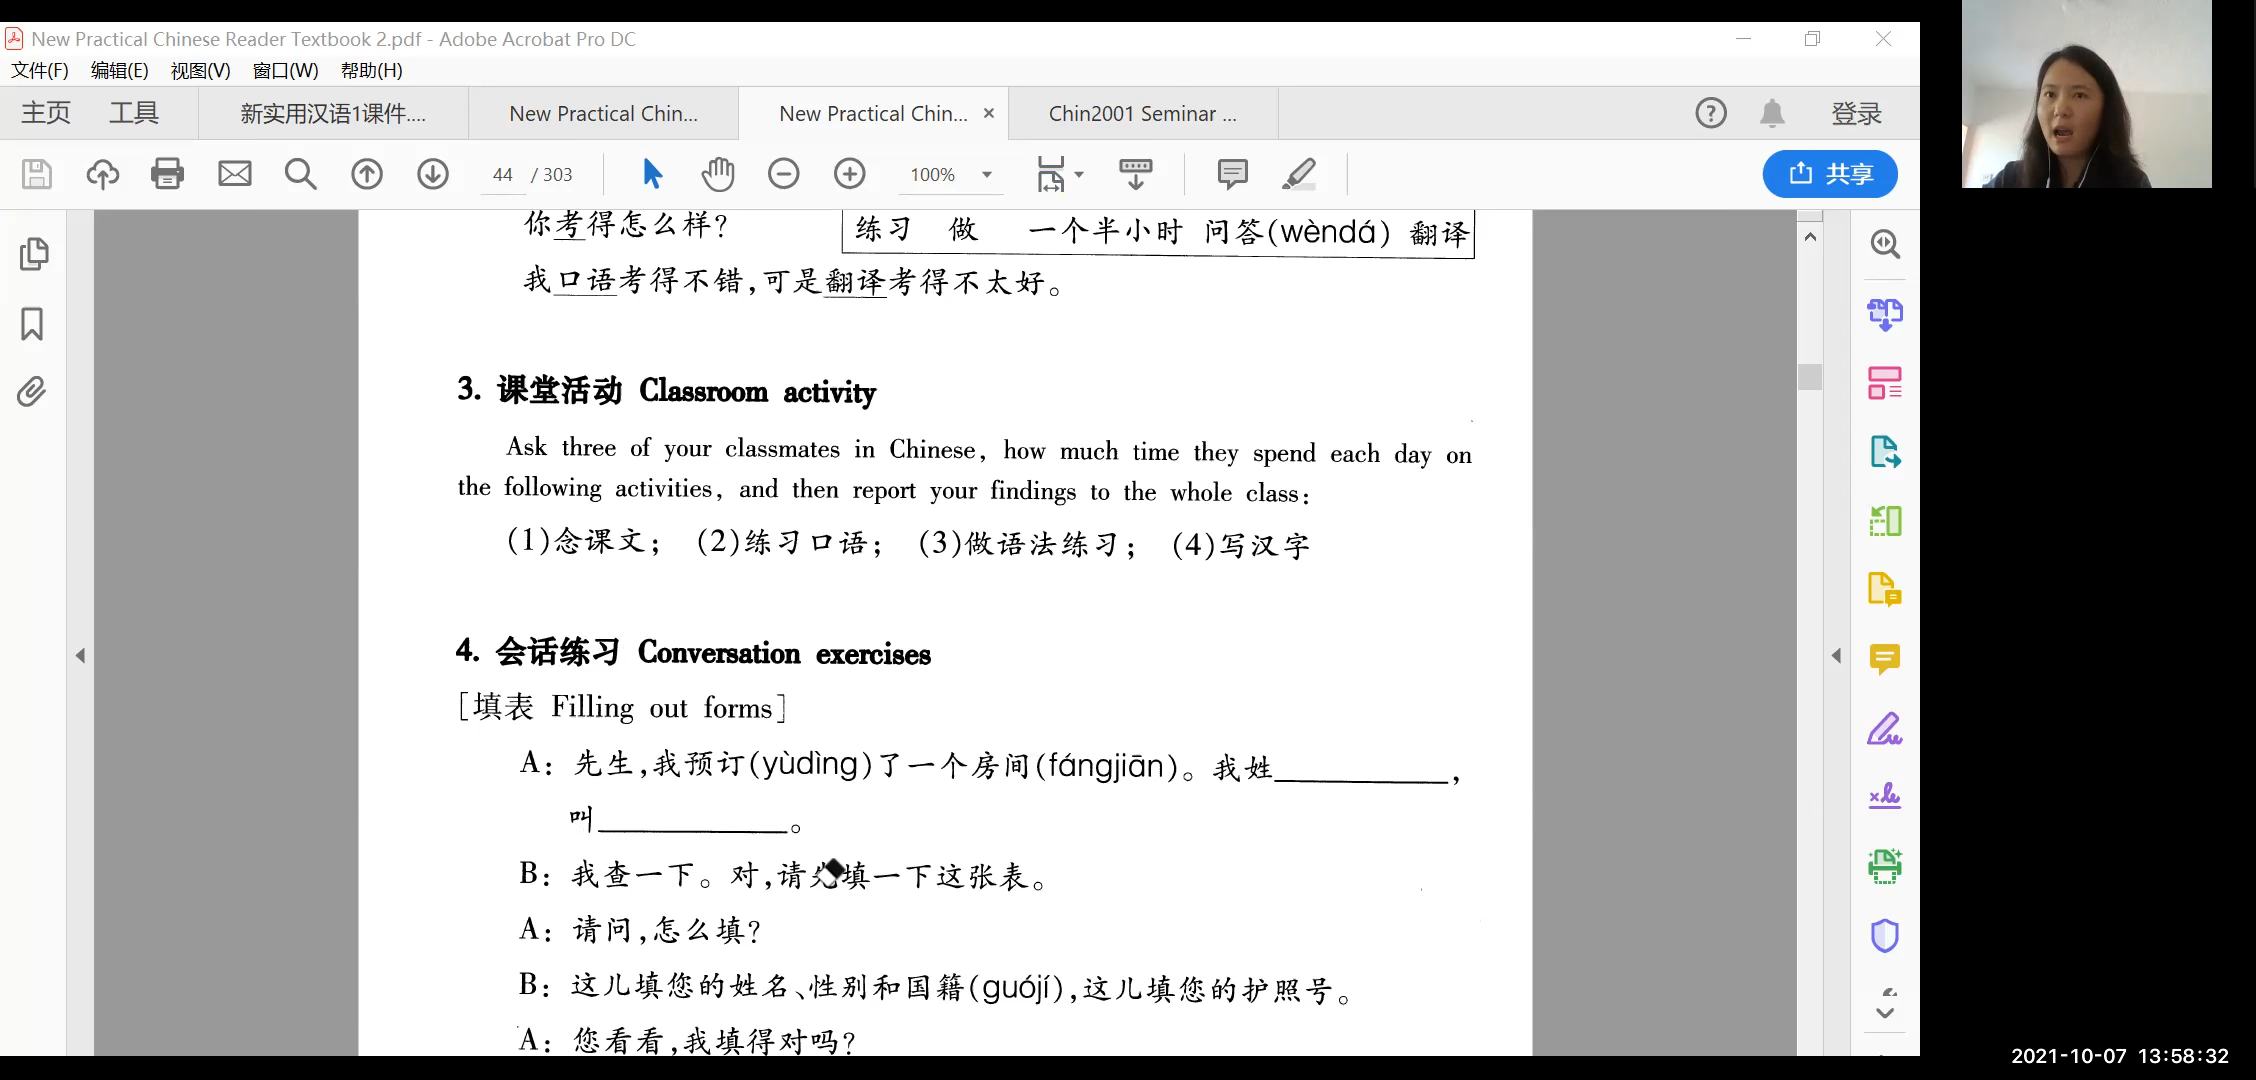 New Practical Chinese Reader Textbook 2.pdf - Adobe Acrobat Pro DC
文件(F) 编辑(E) 视图(V) 窗口(W) 帮助(H)
主页 工具 新实用汉语1课件.... New Practical Chin... New Practical Chin... × Chin2001 Seminar ... 登录
44 / 303 100% 共享
你考得怎么样?
练习 做 一个半小时 问答(wèndá) 翻译
我口语考得不错,可是翻译考得不太好。
3. 课堂活动 Classroom activity
Ask three of your classmates in Chinese, how much time they spend each day on
the following activities, and then report your findings to the whole class:
(1)念课文; (2)练习口语; (3)做语法练习; (4)写汉字
4. 会话练习 Conversation exercises
[填表 Filling out forms]
A: 先生,我预订(yùdìng)了一个房间(fángjiān)。我姓__________,
叫__________。
B: 我查一下。对,请先填一下这张表。
A: 请问,怎么填?
B: 这儿填您的姓名、性别和国籍(guójí),这儿填您的护照号。
A: 您看看,我填得对吗?
2021-10-07 13:58:32